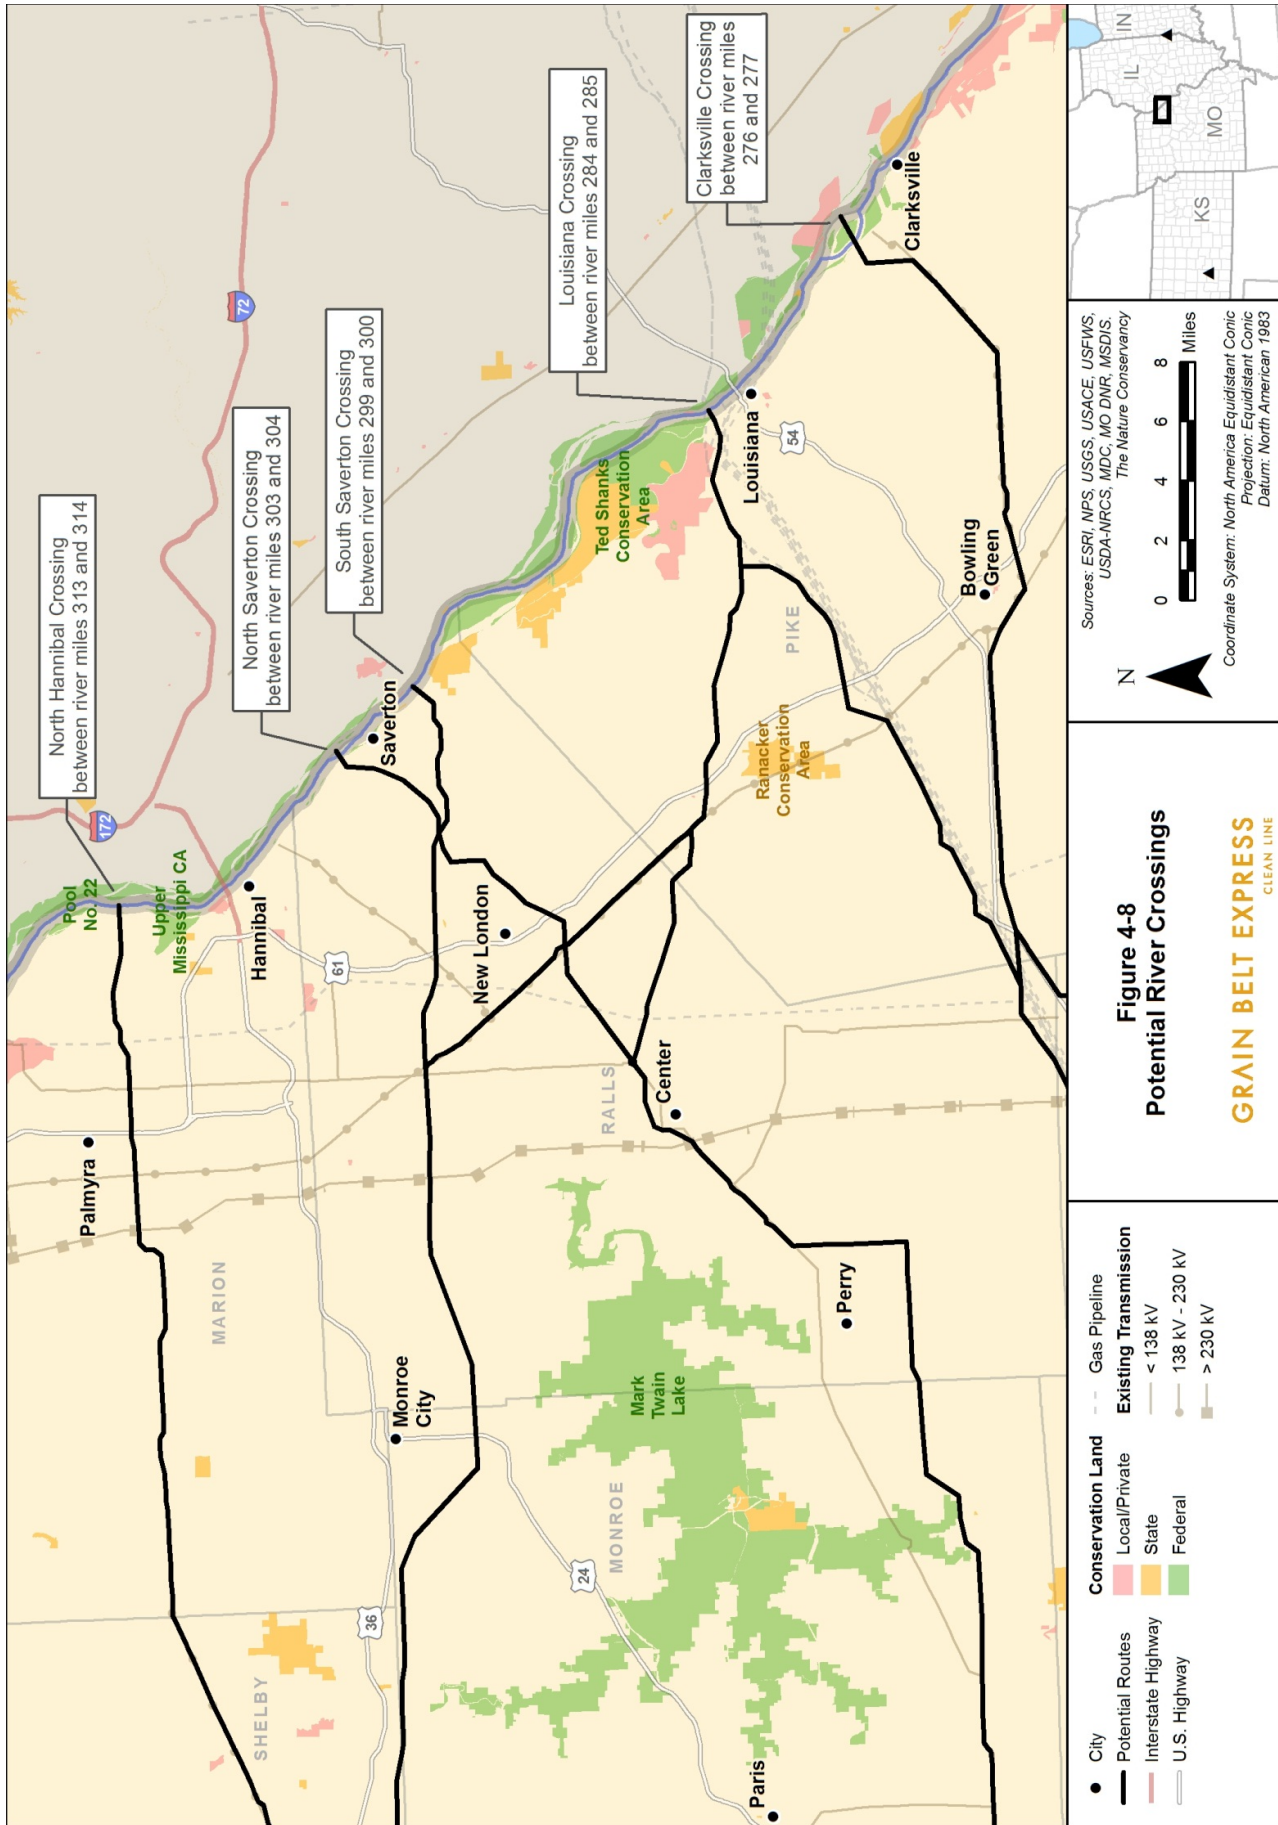 North Hannibal Crossing
between river miles 313 and 314
North Saverton Crossing
between river miles 303 and 304
South Saverton Crossing
between river miles 299 and 300
Louisiana Crossing
between river miles 284 and 285
Clarksville Crossing
between river miles
276 and 277
Pool
No. 22
Upper
Mississippi CA
172
72
Palmyra
Hannibal
61
Saverton
MARION
SHELBY
36
Monroe
City
New London
24
MONROE
RALLS
Center
Mark
Twain
Lake
Ted Shanks
Conservation
Area
Louisiana
54
PIKE
Ranacker
Conservation
Area
Clarksville
Bowling
Green
Perry
Paris
City
Potential Routes
Interstate Highway
U.S. Highway
Conservation Land
Local/Private
State
Federal
Gas Pipeline
Existing Transmission
< 138 kV
138 kV - 230 kV
> 230 kV
Figure 4-8
Potential River Crossings
GRAIN BELT EXPRESS
CLEAN LINE
Sources: ESRI, NPS, USGS, USACE, USFWS,
USDA-NRCS, MDC, MO DNR, MSDIS.
The Nature Conservancy
N
0 2 4 6 8
Miles
Coordinate System: North America Equidistant Conic
Projection: Equidistant Conic
Datum: North American 1983
IN
IL
MO
KS